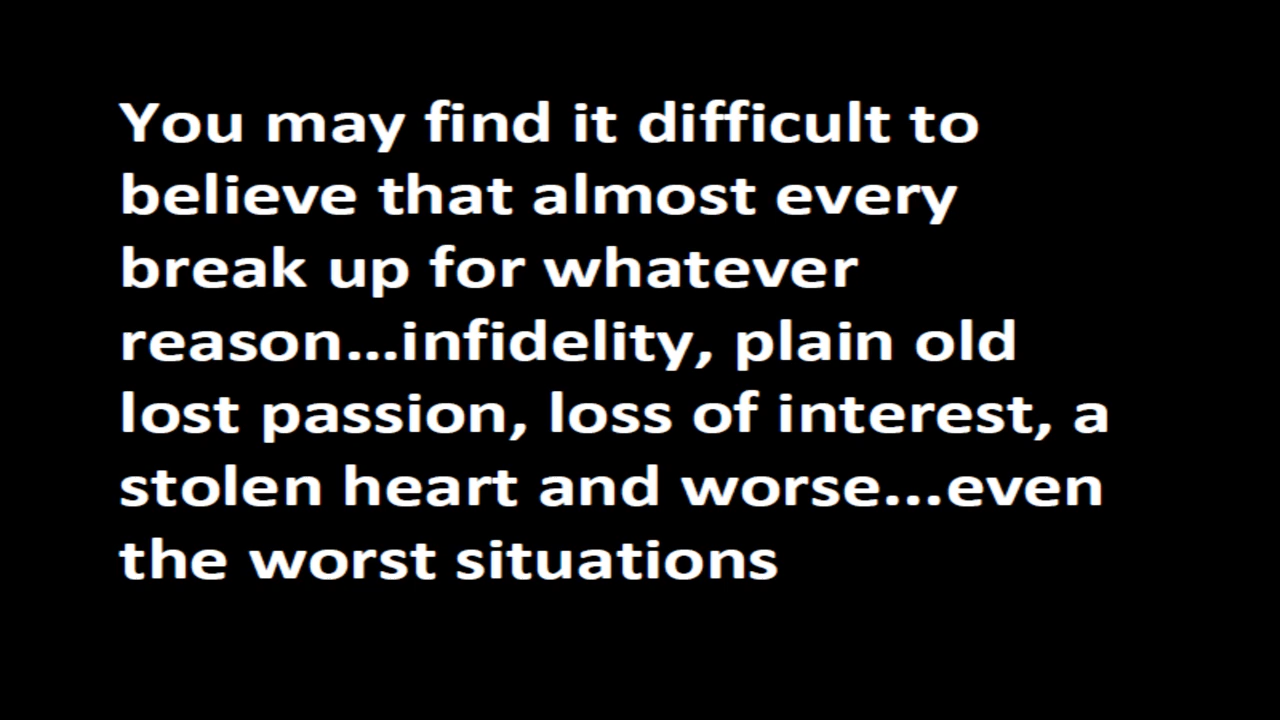 You may find it difficult to
believe that almost every
break up for whatever
reason...infidelity, plain old
lost passion, loss of interest, a
stolen heart and worse...even
the worst situations